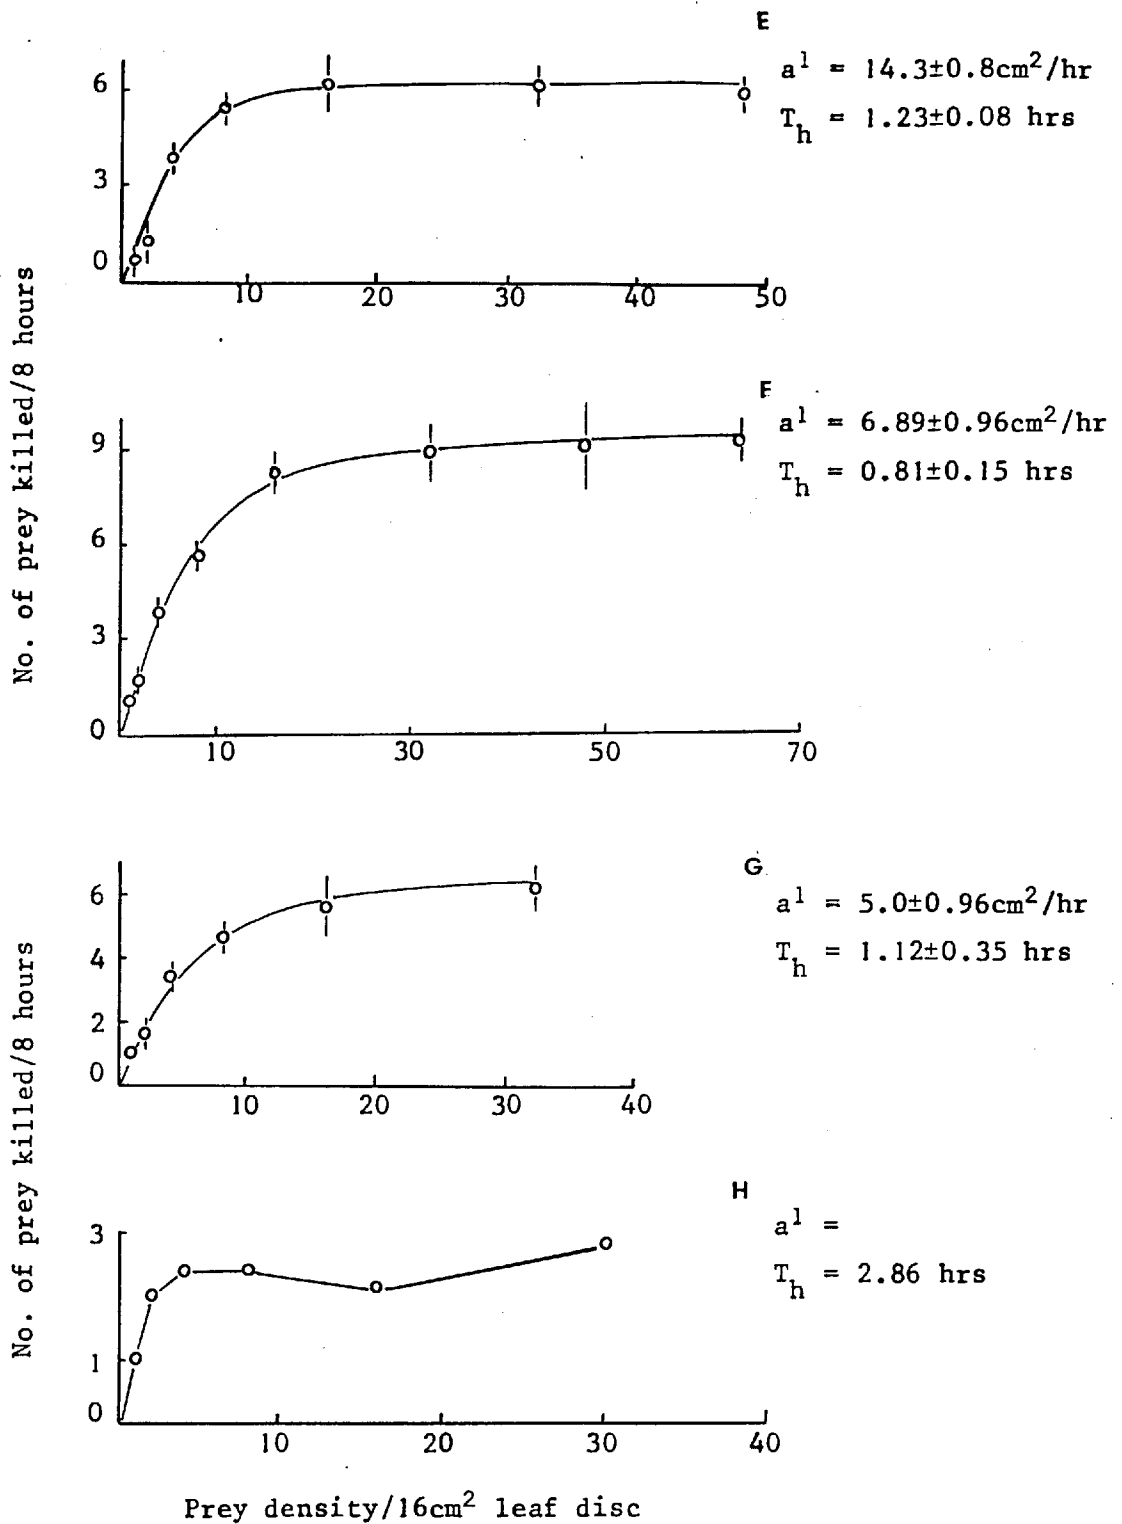 E
a¹ = 14.3±0.8cm²/hr
Tₕ = 1.23±0.08 hrs
6
3
0
10 20 30 40 50
F
a¹ = 6.89±0.96cm²/hr
Tₕ = 0.81±0.15 hrs
9
6
3
0
10 30 50 70
No. of prey killed/8 hours
G
a¹ = 5.0±0.96cm²/hr
Tₕ = 1.12±0.35 hrs
6
4
2
0
10 20 30 40
H
a¹ =
Tₕ = 2.86 hrs
3
1
0
10 20 30 40
No. of prey killed/8 hours
Prey density/16cm² leaf disc